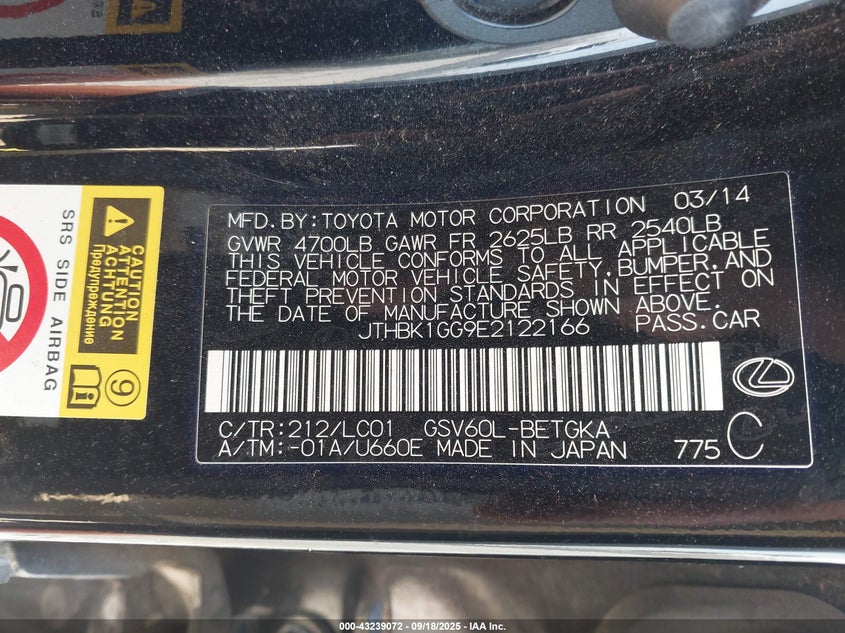 MFD.BY:TOYOTA MOTOR CORPORATION 03/14
GVWR 4700LB GAWR FR 2625LB RR 2540LB
THIS VEHICLE CONFORMS TO ALL APPLICABLE
FEDERAL MOTOR VEHICLE SAFETY,BUMPER,AND
THEFT PREVENTION STANDARDS IN EFFECT ON
THE DATE OF MANUFACTURE SHOWN ABOVE.
JTHBK1GG9E2122166 PASS.CAR
C/TR:212/LC01 GSV60L-BETGKA
A/TM:-01A/U660E MADE IN JAPAN 775 C
SRS SIDE AIRBAG
CAUTION
ATTENTION
ACHTUNG
Предупреждение
9
000-43239072 - 09/18/2025 - IAA Inc.